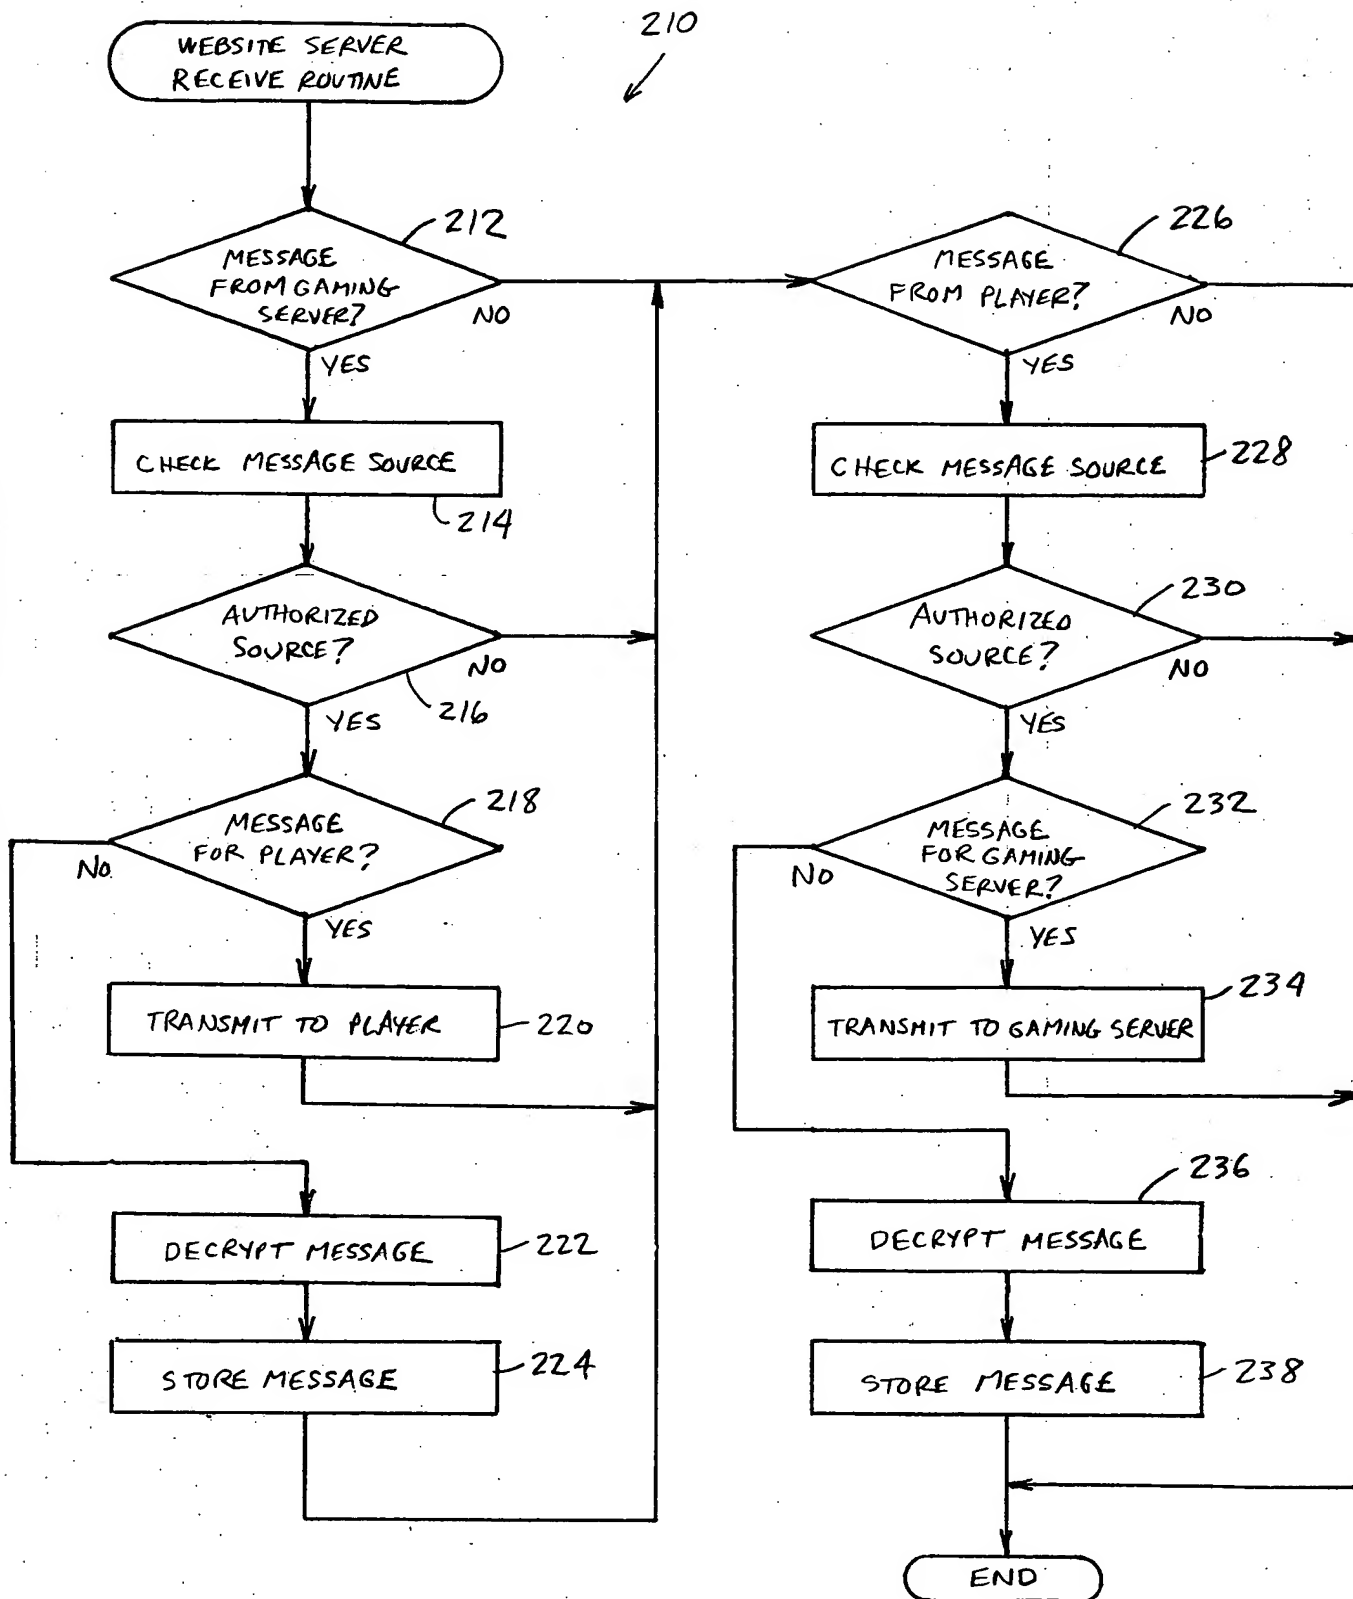 210
WEBSITE SERVER
RECEIVE ROUTINE
212
MESSAGE
FROM GAMING
SERVER?
NO
YES
CHECK MESSAGE SOURCE
214
AUTHORIZED
SOURCE?
NO
216
YES
218
MESSAGE
FOR PLAYER?
NO
YES
TRANSMIT TO PLAYER
220
DECRYPT MESSAGE
222
STORE MESSAGE
224
226
MESSAGE
FROM PLAYER?
NO
YES
CHECK MESSAGE SOURCE
228
230
AUTHORIZED
SOURCE?
NO
YES
232
MESSAGE
FOR GAMING
SERVER?
NO
YES
234
TRANSMIT TO GAMING SERVER
236
DECRYPT MESSAGE
STORE MESSAGE
238
END